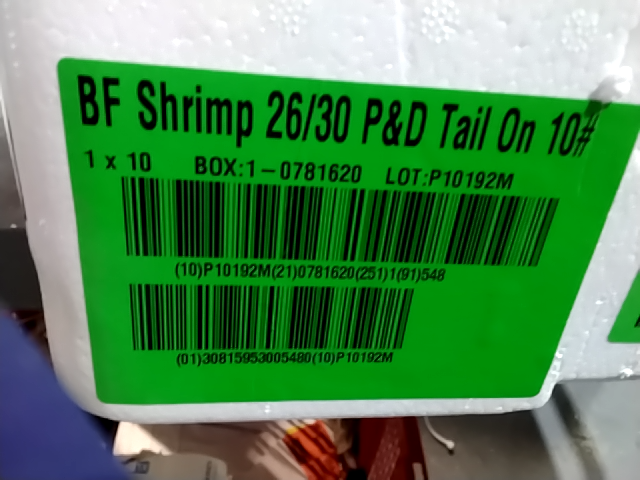 BF Shrimp 26/30 P&D Tail On 10#
1 x 10 BOX:1-0781620 LOT:P10192M
(10)P10192M(21)0781620(251)1(91)548
(01)30815953005480(10)P10192M